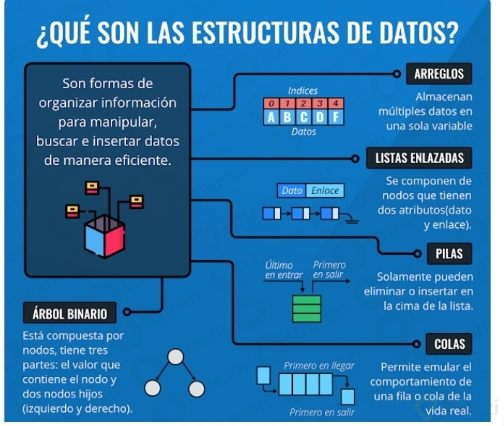 ¿QUÉ SON LAS ESTRUCTURAS DE DATOS?
Son formas de
organizar información
para manipular,
buscar e insertar datos
de manera eficiente.
ARREGLOS
Indices
0 1 2 3 4
A B C D F
Datos
Almacenan
múltiples datos en
una sola variable
LISTAS ENLAZADAS
Dato Enlace
Se componen de
nodos que tienen
dos atributos(dato
y enlace).
PILAS
Último
en entrar
Primero
en salir
Solamente pueden
eliminar o insertar en
la cima de la lista.
ÁRBOL BINARIO
Está compuesta por
nodos, tiene tres
partes: el valor que
contiene el nodo y
dos nodos hijos
(izquierdo y derecho).
COLAS
Primero en llegar
Primero en salir
Permite emular el
comportamiento de
una fila o cola de la
vida real.